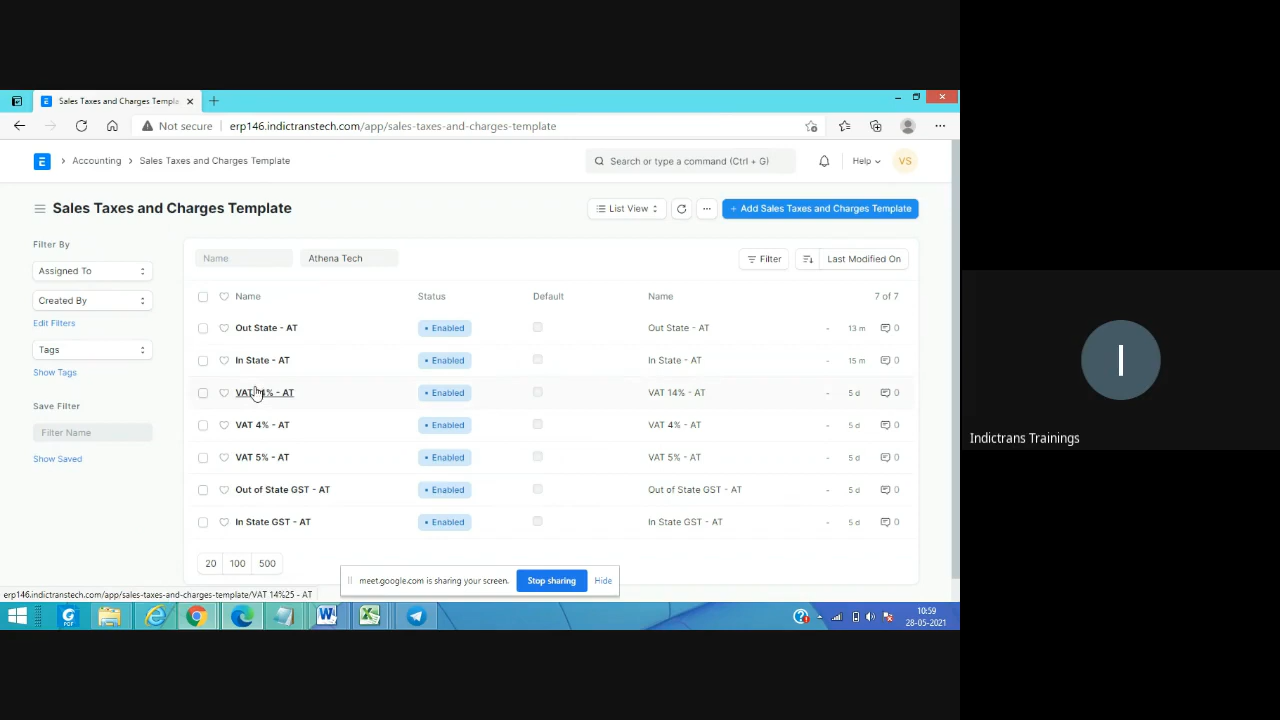 Sales Taxes and Charges Templa
Not secure erp146.indictranstech.com/app/sales-taxes-and-charges-template
E Accounting Sales Taxes and Charges Template Search or type a command (Ctrl + G) Help VS
Sales Taxes and Charges Template List View + Add Sales Taxes and Charges Template
Filter By
Assigned To
Created By
Edit Filters
Tags
Show Tags
Save Filter
Filter Name
Show Saved
Name Athena Tech Filter Last Modified On
Name Status Default Name 7 of 7
Out State - AT Enabled Out State - AT - 13 m 0
In State - AT Enabled In State - AT - 15 m 0
VAT % - AT Enabled VAT 14% - AT - 5 d 0
VAT 4% - AT Enabled VAT 4% - AT - 5 d 0
VAT 5% - AT Enabled VAT 5% - AT - 5 d 0
Out of State GST - AT Enabled Out of State GST - AT - 5 d 0
In State GST - AT Enabled In State GST - AT - 5 d 0
20 100 500
meet.google.com is sharing your screen. Stop sharing Hide
erp146.indictranstech.com/app/sales-taxes-and-charges-template/VAT 14%25 - AT
10:59
28-05-2021
I
Indictrans Trainings